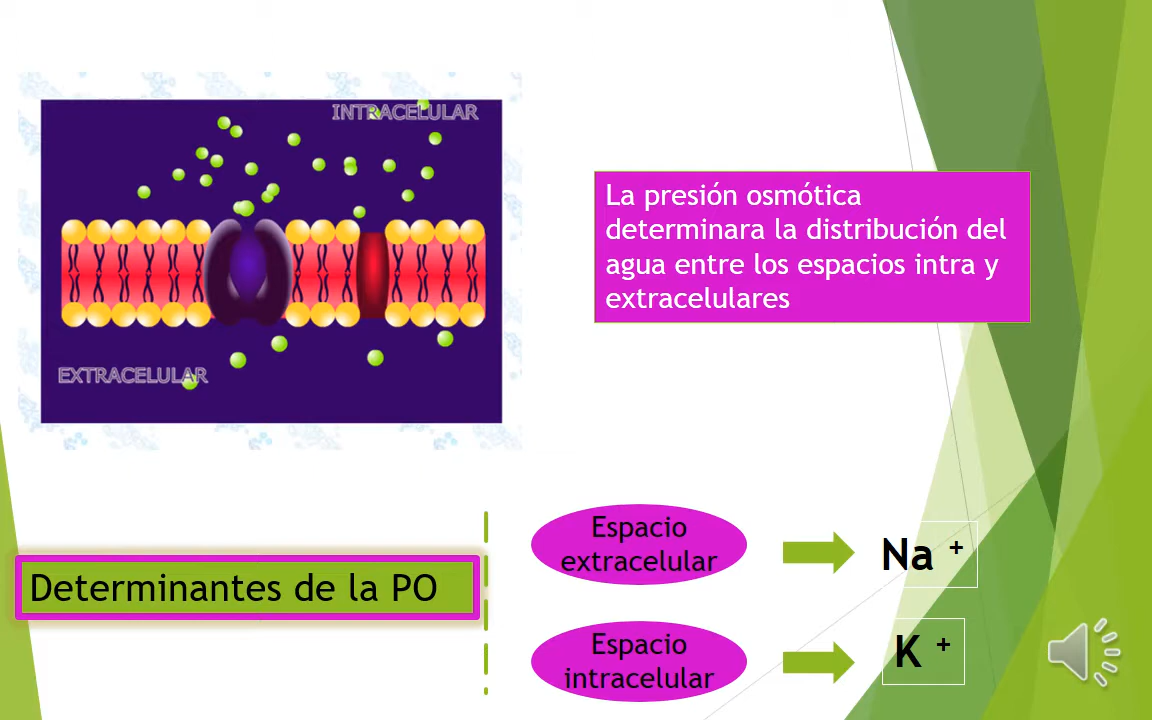 INTRACELULAR
EXTRACELULAR
La presión osmótica
determinara la distribución del
agua entre los espacios intra y
extracelulares
Determinantes de la PO
Espacio
extracelular
Na +
Espacio
intracelular
K +